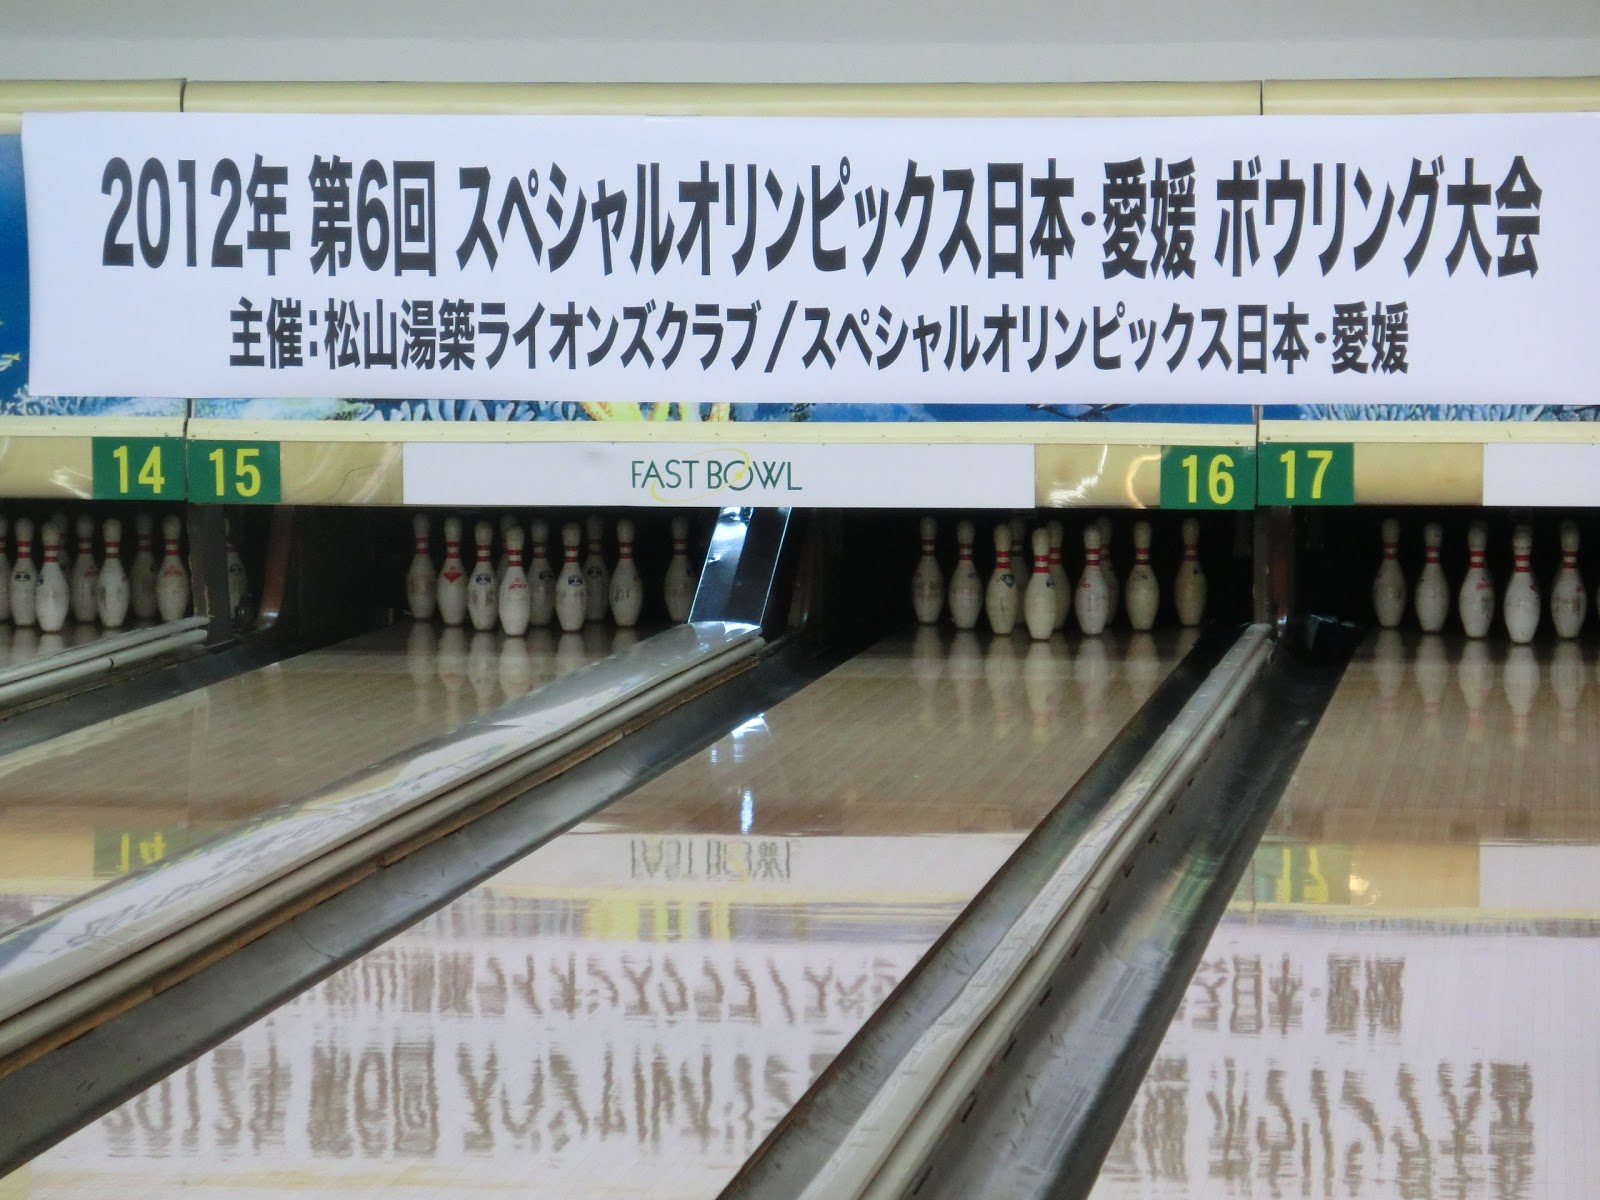 2012年 第6回 スペシャルオリンピックス日本・愛媛 ボウリング大会
主催：松山湯築ライオンズクラブ/スペシャルオリンピックス日本・愛媛
14 15 FAST BOWL 16 17